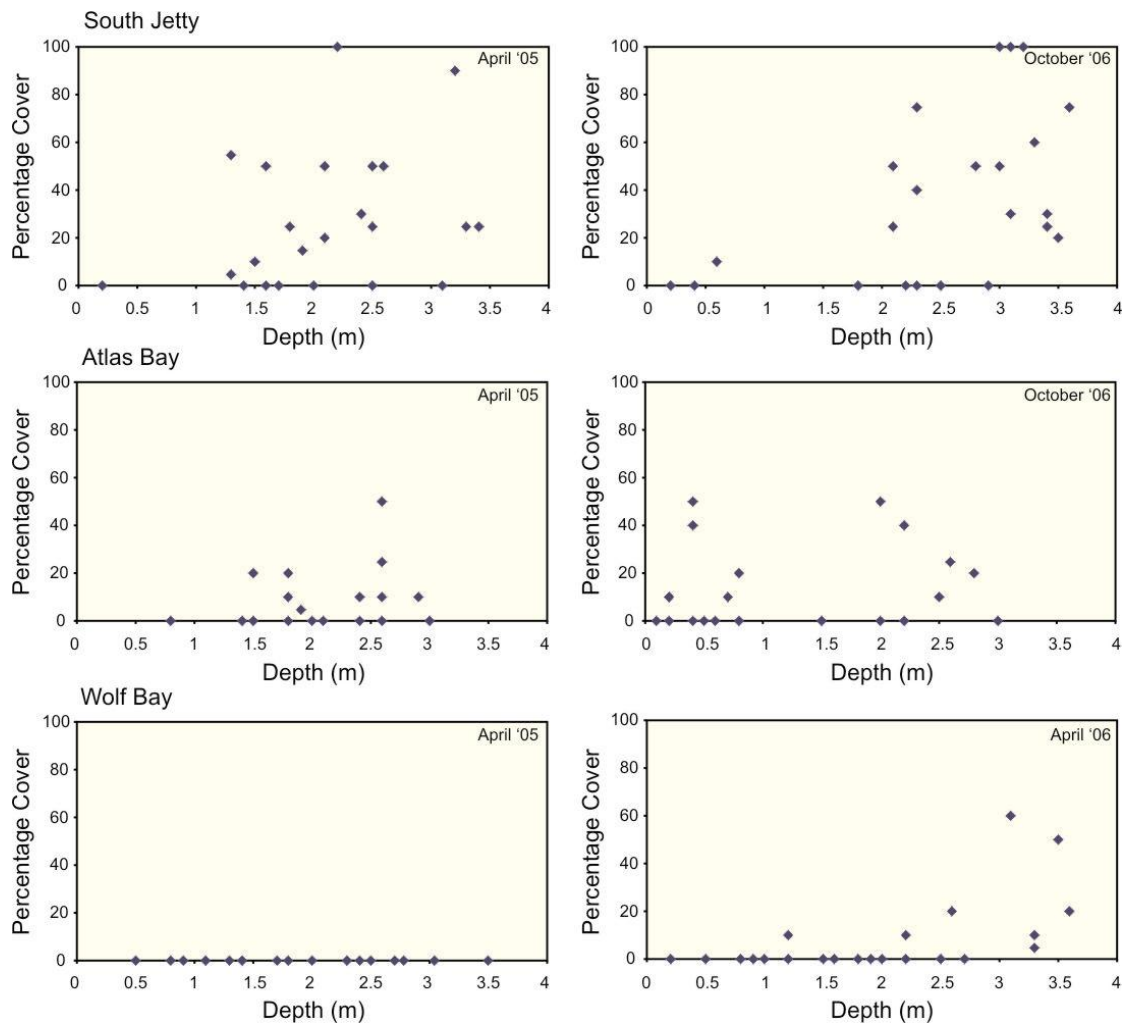 South Jetty
100
80
60
40
20
0
Percentage Cover
April ‘05
0 0.5 1 1.5 2 2.5 3 3.5 4
Depth (m)
100
80
60
40
20
0
Percentage Cover
October ‘06
0 0.5 1 1.5 2 2.5 3 3.5 4
Depth (m)
Atlas Bay
100
80
60
40
20
0
Percentage Cover
April ‘05
0 0.5 1 1.5 2 2.5 3 3.5 4
Depth (m)
100
80
60
40
20
0
Percentage Cover
October ‘06
0 0.5 1 1.5 2 2.5 3 3.5 4
Depth (m)
Wolf Bay
100
80
60
40
20
0
Percentage Cover
April ‘05
0 0.5 1 1.5 2 2.5 3 3.5 4
Depth (m)
100
80
60
40
20
0
Percentage Cover
April ‘06
0 0.5 1 1.5 2 2.5 3 3.5 4
Depth (m)